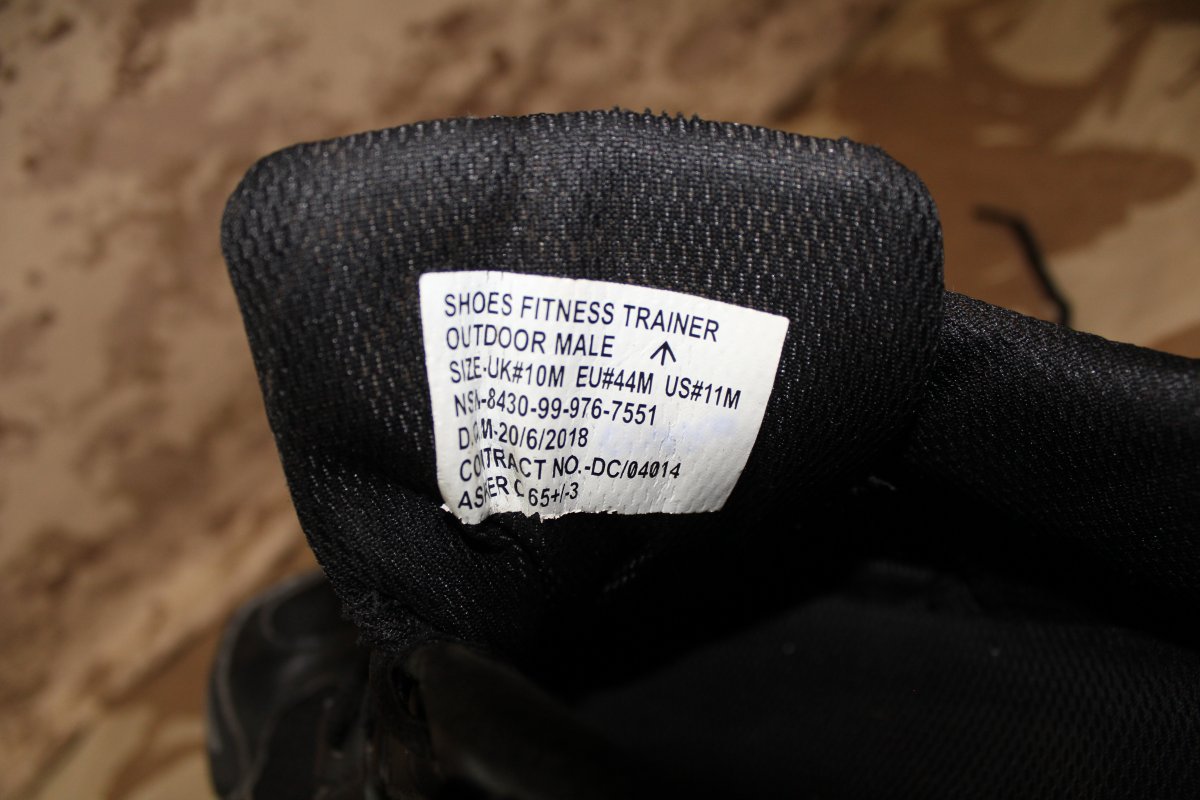 SHOES FITNESS TRAINER
OUTDOOR MALE ↑
SIZE-UK#10M EU#44M US#11M
NSN-8430-99-976-7551
D.O.M-20/6/2018
CONTRACT NO.-DC/04014
ASKER C 65+/-3